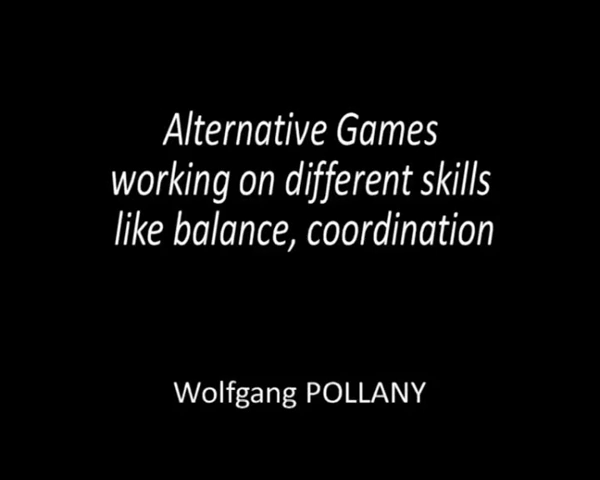 Alternative Games
working on different skills
like balance, coordination
Wolfgang POLLANY